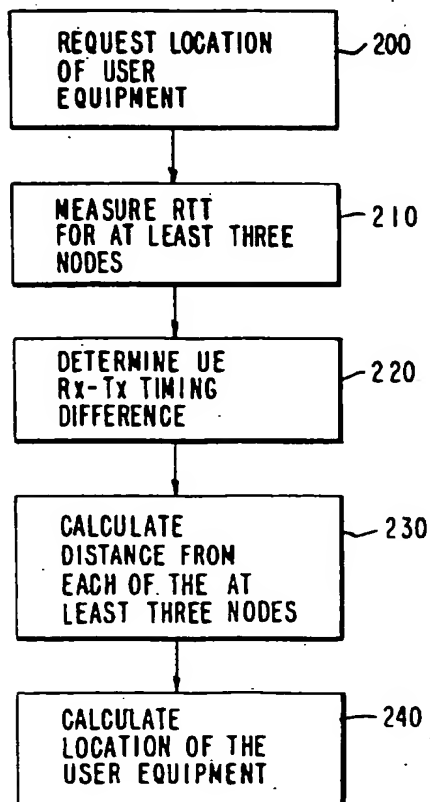 REQUEST LOCATION
OF USER
EQUIPMENT
200
MEASURE RTT
FOR AT LEAST THREE
NODES
210
DETERMINE UE
Rx-Tx TIMING
DIFFERENCE
220
CALCULATE
DISTANCE FROM
EACH OF THE AT
LEAST THREE NODES
230
CALCULATE
LOCATION OF THE
USER EQUIPMENT
240